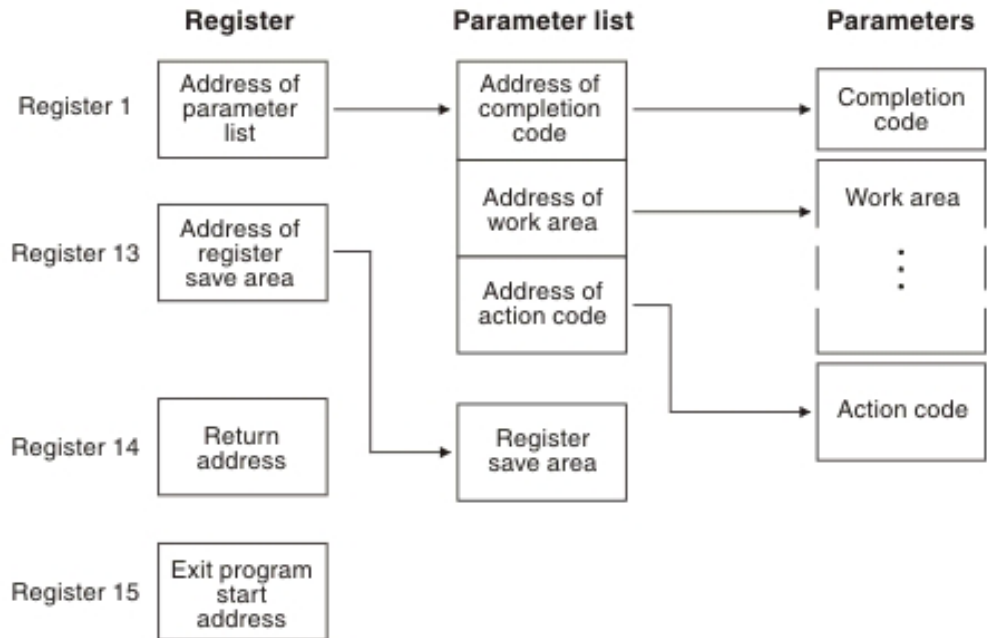 Register
Parameter list
Parameters
Register 1
Address of
parameter
list
Address of
completion
code
Completion
code
Address of
work area
Work area
Register 13
Address of
register
save area
Address of
action code
Action code
Register 14
Return
address
Register
save area
Register 15
Exit program
start
address